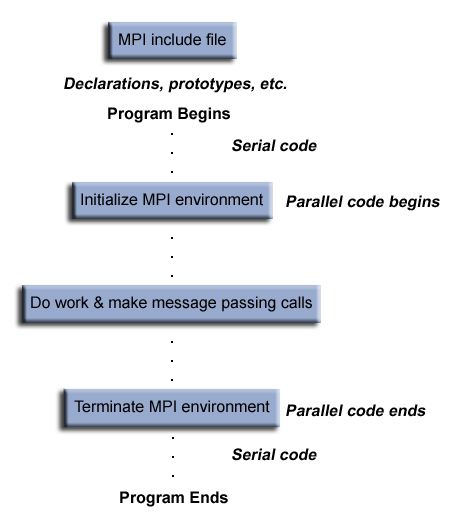 MPI include file
Declarations, prototypes, etc.
Program Begins
Serial code
Initialize MPI environment
Parallel code begins
Do work & make message passing calls
Terminate MPI environment
Parallel code ends
Serial code
Program Ends